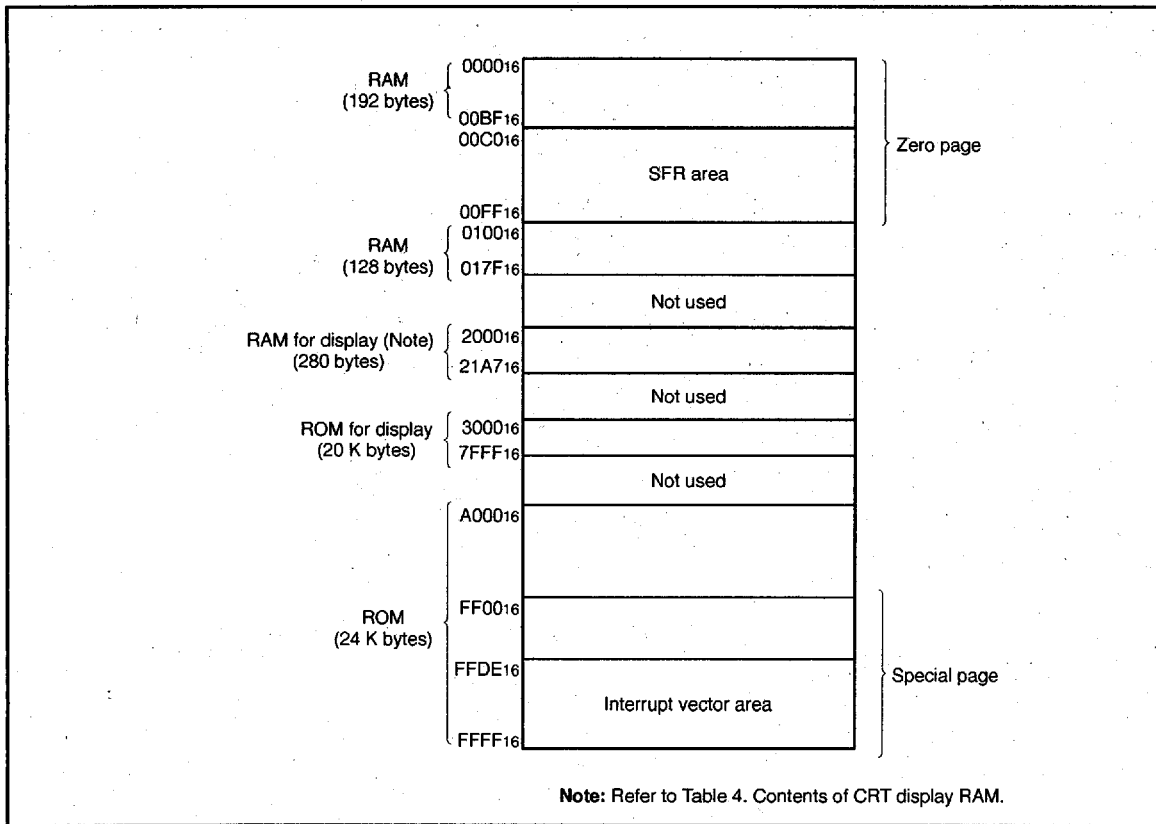 000016
RAM
(192 bytes)
00BF16
00C016
SFR area
Zero page
00FF16
010016
RAM
(128 bytes)
017F16
Not used
RAM for display (Note)
(280 bytes)
200016
21A716
Not used
ROM for display
(20 K bytes)
300016
7FFF16
Not used
A00016
ROM
(24 K bytes)
FF0016
FFDE16
Special page
Interrupt vector area
FFFF16
Note: Refer to Table 4. Contents of CRT display RAM.